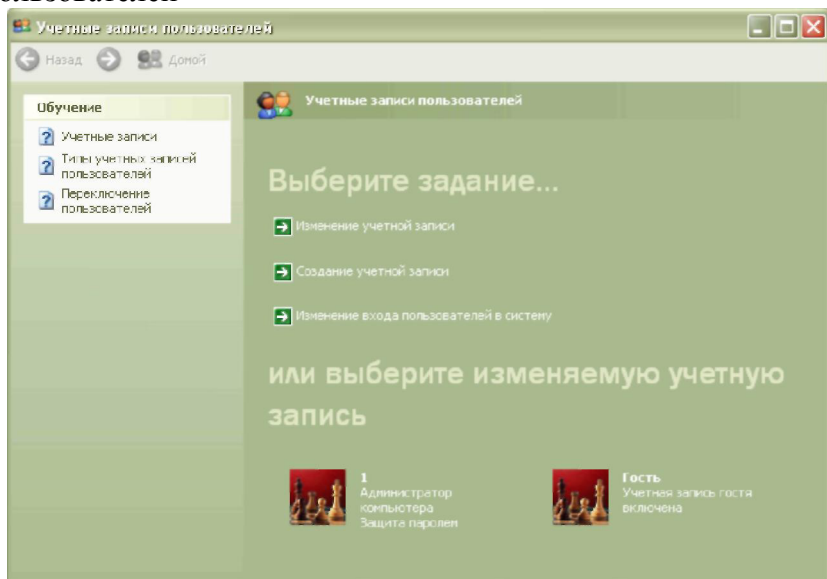 ользователей
Учетные записи пользователей
Назад
Домой
Обучение
Учетные записи
Типы учетных записей
пользователей
Переключение
пользователей
Учетные записи пользователей
Выберите задание...
Изменение учетной записи
Создание учетной записи
Изменение входа пользователей в систему
или выберите изменяемую учетную
запись
1
Администратор
компьютера
Защита паролем
Гость
Учетная запись гостя
включена